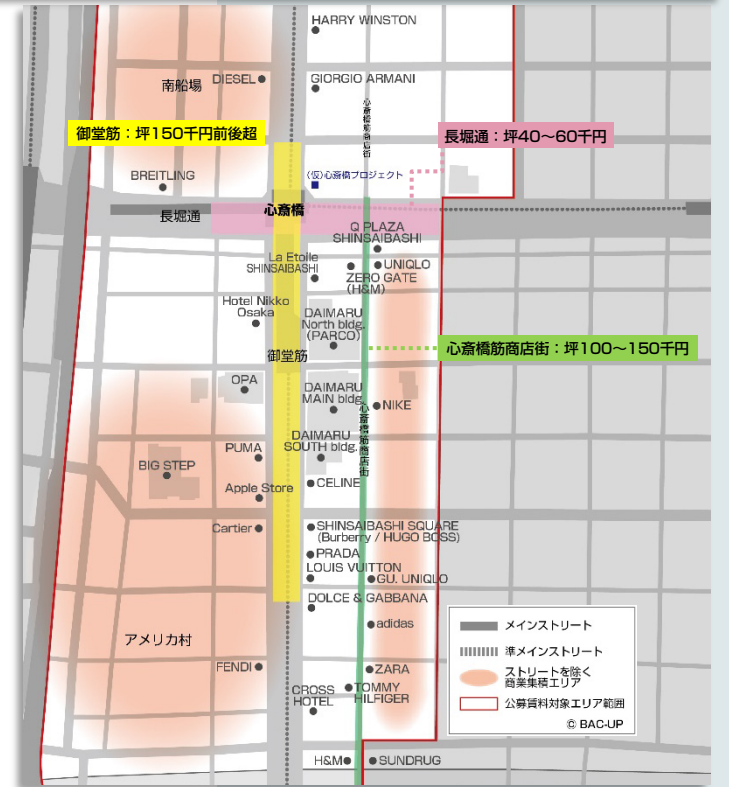 HARRY WINSTON
南船場
DIESEL
GIORGIO ARMANI
心斎橋筋商店街
御堂筋：坪150千円前後超
長堀通：坪40～60千円
BREITLING
(仮)心斎橋プロジェクト
長堀通
心斎橋
Q PLAZA
SHINSAIBASHI
La Etoile
SHINSAIBASHI
UNIQLO
ZERO GATE
(H&M)
Hotel Nikko
Osaka
DAIMARU
North bldg.
(PARCO)
御堂筋
心斎橋筋商店街：坪100～150千円
OPA
DAIMARU
MAIN bldg.
NIKE
心斎橋筋商店街
DAIMARU
SOUTH bldg.
PUMA
BIG STEP
CELINE
Apple Store
Cartier
SHINSAIBASHI SQUARE
(Burberry / HUGO BOSS)
PRADA
LOUIS VUITTON
GU. UNIQLO
DOLCE & GABBANA
adidas
アメリカ村
FENDI
ZARA
CROSS
HOTEL
TOMMY
HILFIGER
H&M
SUNDRUG
メインストリート
準メインストリート
ストリートを除く
商業集積エリア
公募賃料対象エリア範囲
© BAC-UP